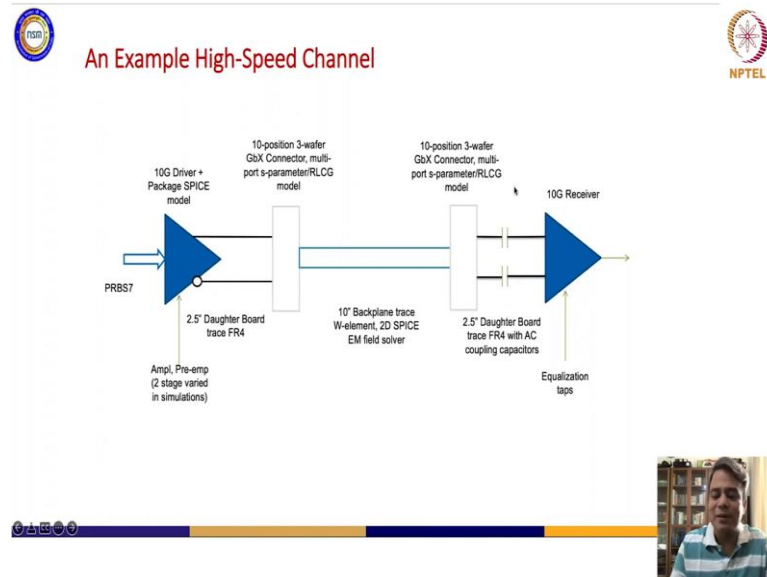 nsm
An Example High-Speed Channel
NPTEL
10G Driver +
Package SPICE
model
10-position 3-wafer
GbX Connector, multi-
port s-parameter/RLCG
model
10-position 3-wafer
GbX Connector, multi-
port s-parameter/RLCG
model
10G Receiver
PRBS7
2.5" Daughter Board
trace FR4
10" Backplane trace
W-element, 2D SPICE
EM field solver
2.5" Daughter Board
trace FR4 with AC
coupling capacitors
Ampl, Pre-emp
(2 stage varied
in simulations)
Equalization
taps